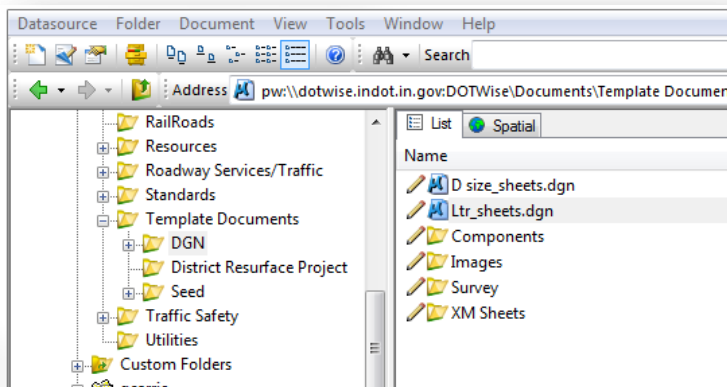 Datasource Folder Document View Tools Window Help
Search
Address pw:\\dotwise.indot.in.gov:DOTWise\Documents\Template Documen
RailRoads
Resources
Roadway Services/Traffic
Standards
Template Documents
DGN
District Resurface Project
Seed
Traffic Safety
Utilities
Custom Folders
List Spatial
Name
D size_sheets.dgn
Ltr_sheets.dgn
Components
Images
Survey
XM Sheets